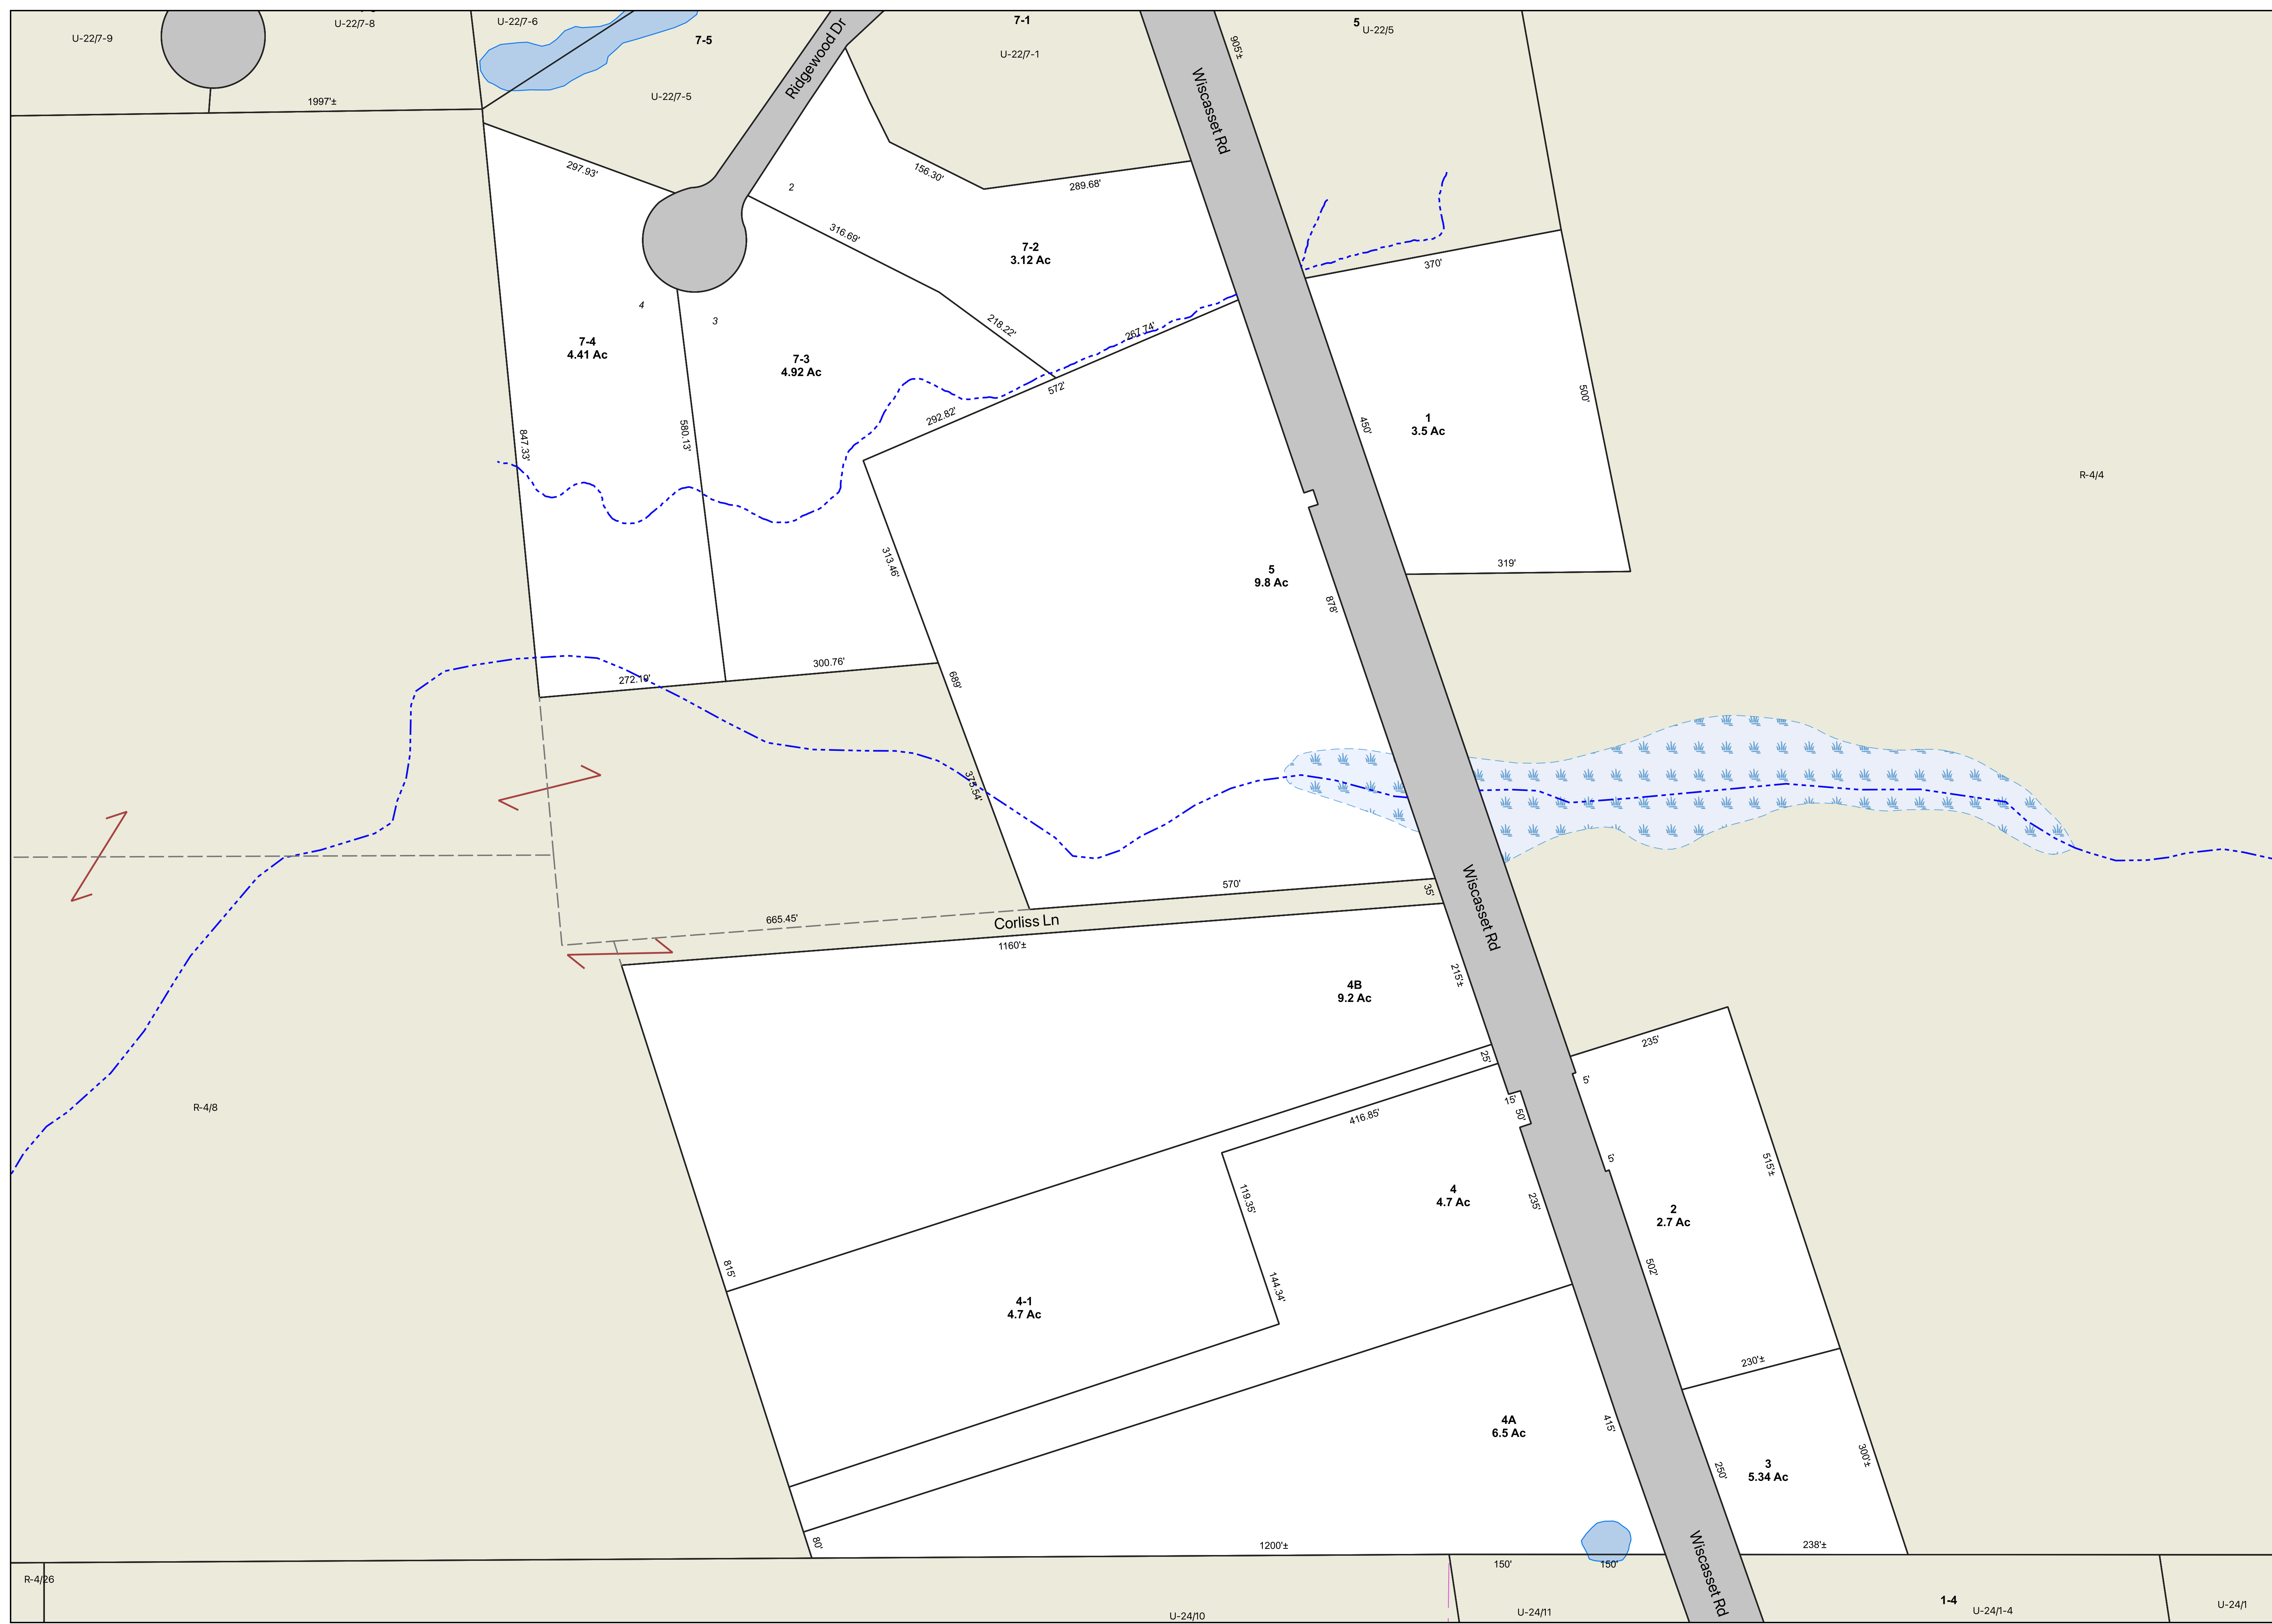 U-22/7-9
U-22/7-8
U-22/7-6
7-5
U-22/7-5
Ridgewood Dr
7-1
U-22/7-1
Wiscasset Rd
905'±
5
U-22/5
1997'±
297.93'
2
156.30'
289.68'
316.69'
7-2
3.12 Ac
370'
4
3
218.22'
267.74'
7-4
4.41 Ac
7-3
4.92 Ac
572'
292.82'
500'
450'
1
3.5 Ac
847.33'
580.13'
R-4/4
313.46'
5
9.8 Ac
319'
878'
300.76'
272.19'
689'
375.54'
570'
35'
Wiscasset Rd
665.45'
Corliss Ln
1160'±
4B
9.2 Ac
215'±
235'
25'
5'
R-4/8
15'
50'
416.85'
5'
515'±
119.35'
4
4.7 Ac
235'
2
2.7 Ac
815'
144.34'
502'
4-1
4.7 Ac
230'±
4A
6.5 Ac
415'
300'±
250'
3
5.34 Ac
80'
1200'±
238'±
150'
150'
Wiscasset Rd
R-4/26
1-4
U-24/10
U-24/11
U-24/1-4
U-24/1